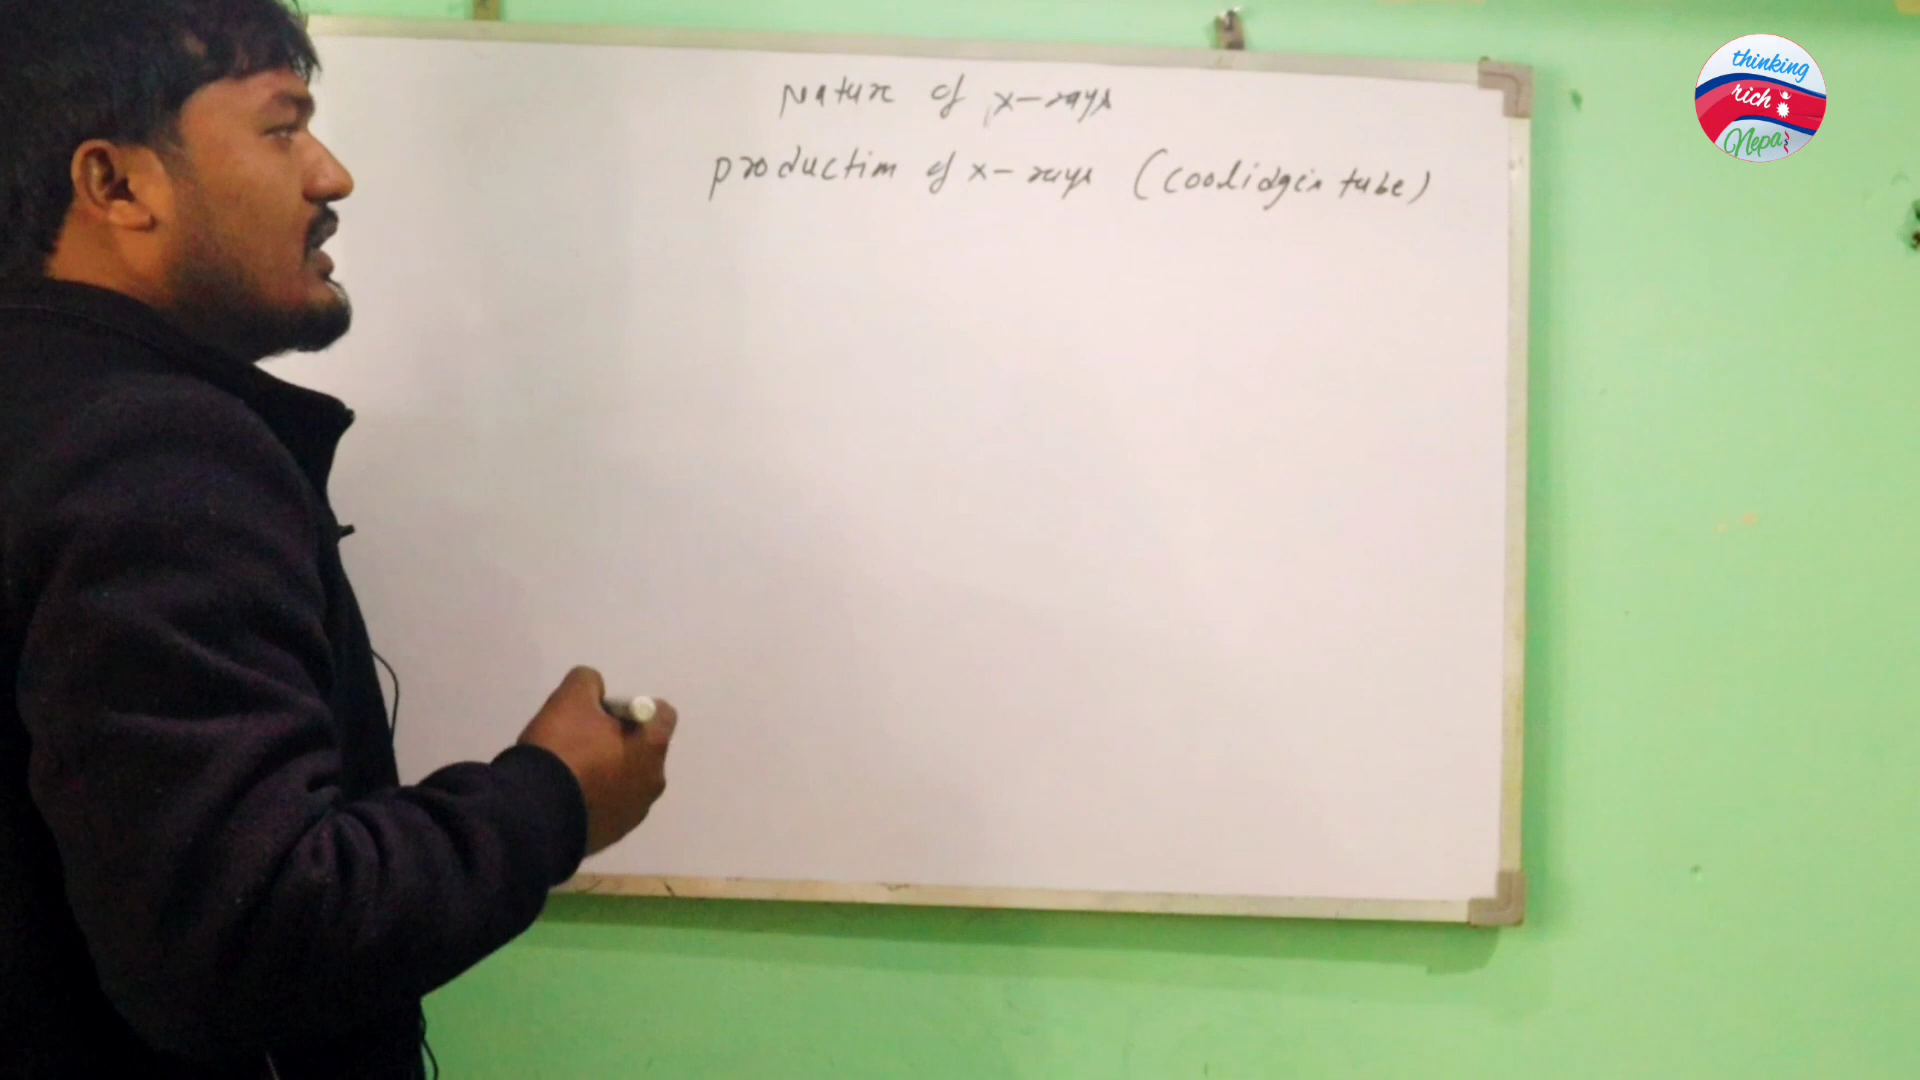 Nature of x-rays
production of x-rays (coolidge's tube)
thinking
rich
Nepal